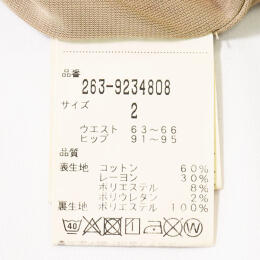 品番
263-9234808
サイズ
2
ウエスト 63〜66
ヒップ 91〜95
品質
表生地 コットン 60%
レーヨン 30%
ポリエステル 8%
ポリウレタン 2%
裏生地 ポリエステル 100%
40
W